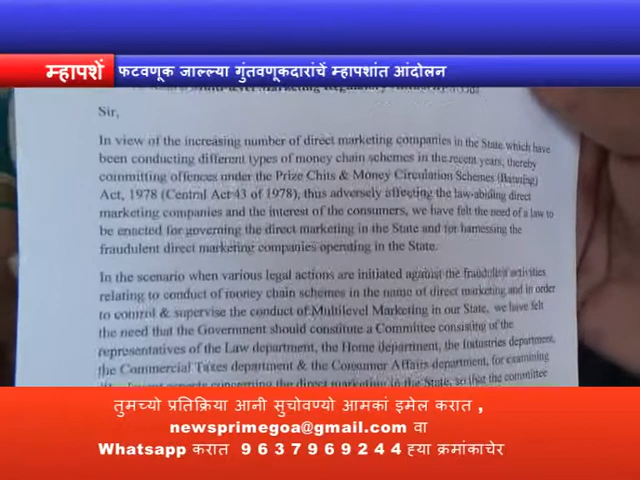 म्हापशें
फटवणूक जाल्ल्या गुंतवणूकदारांचें म्हापशांत आंदोलन
Sir,
In view of the increasing number of direct marketing companies in the State which have
been conducting different types of money chain schemes in the recent years, thereby
committing offences under the Prize Chits & Money Circulation Schemes (Banning)
Act, 1978 (Central Act 43 of 1978), thus adversely affecting the law-abiding direct
marketing companies and the interest of the consumers, we have felt the need of a law to
be enacted for governing the direct marketing in the State and for harnessing the
fraudulent direct marketing companies operating in the State.
In the scenario when various legal actions are initiated against the fraudulent activities
relating to conduct of money chain schemes in the name of direct marketing and in order
to control & supervise the conduct of Multilevel Marketing in our State, we have felt
the need that the Government should constitute a Committee consisting of the
representatives of the Law department, the Home department, the Industries department,
the Commercial Taxes department & the Consumer Affairs department, for examining
concerning the direct marketing in the State, so that the committee
तुमच्यो प्रतिक्रिया आनी सुचोवण्यो आमकां इमेल करात ,
newsprimegoa@gmail.com वा
Whatsapp करात 9637969244 ह्या क्रमांकाचेर